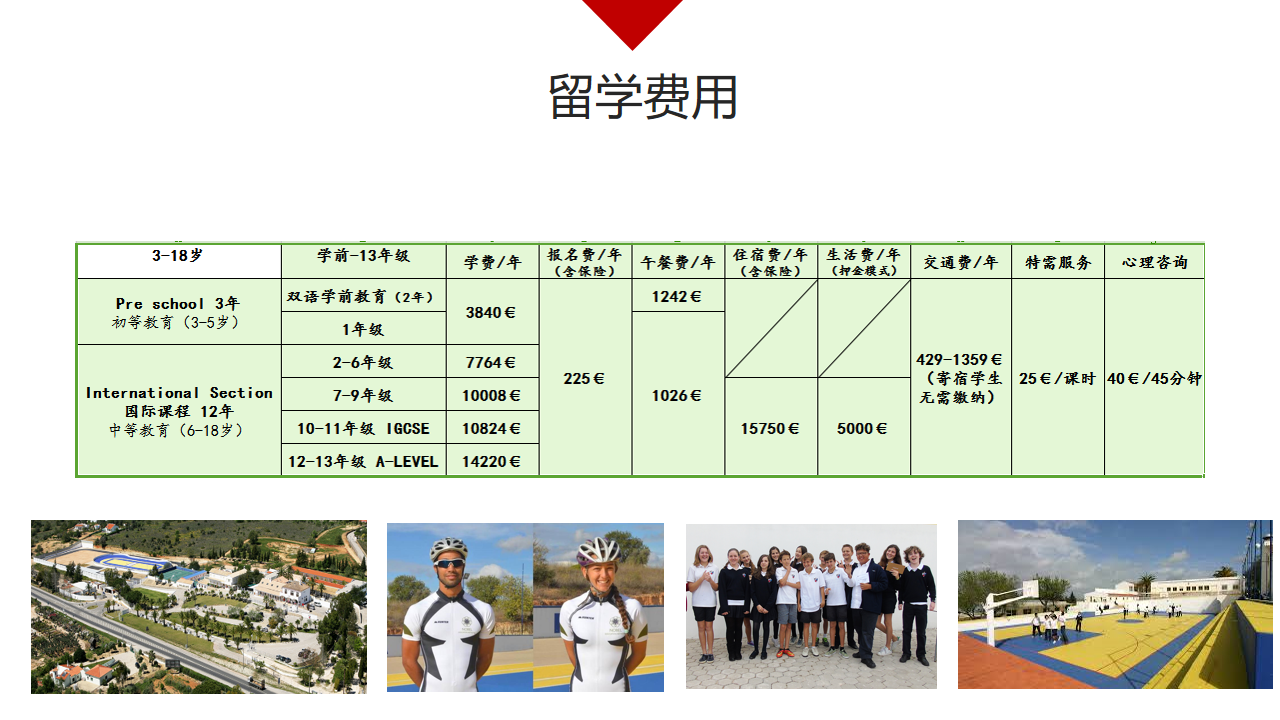 留学费用
3-18岁
学前-13年级
学费/年
报名费/年
（含保险）
午餐费/年
住宿费/年
（含保险）
生活费/年
（押金模式）
交通费/年
特需服务
心理咨询
Pre school 3年
初等教育（3-5岁）
双语学前教育（2年）
3840€
225€
1242€
429-1359€
（寄宿学生
无需缴纳）
25€/课时
40€/45分钟
1年级
1026€
International Section
国际课程 12年
中等教育（6-18岁）
2-6年级
7764€
7-9年级
10008€
15750€
5000€
10-11年级 IGCSE
10824€
12-13年级 A-LEVEL
14220€